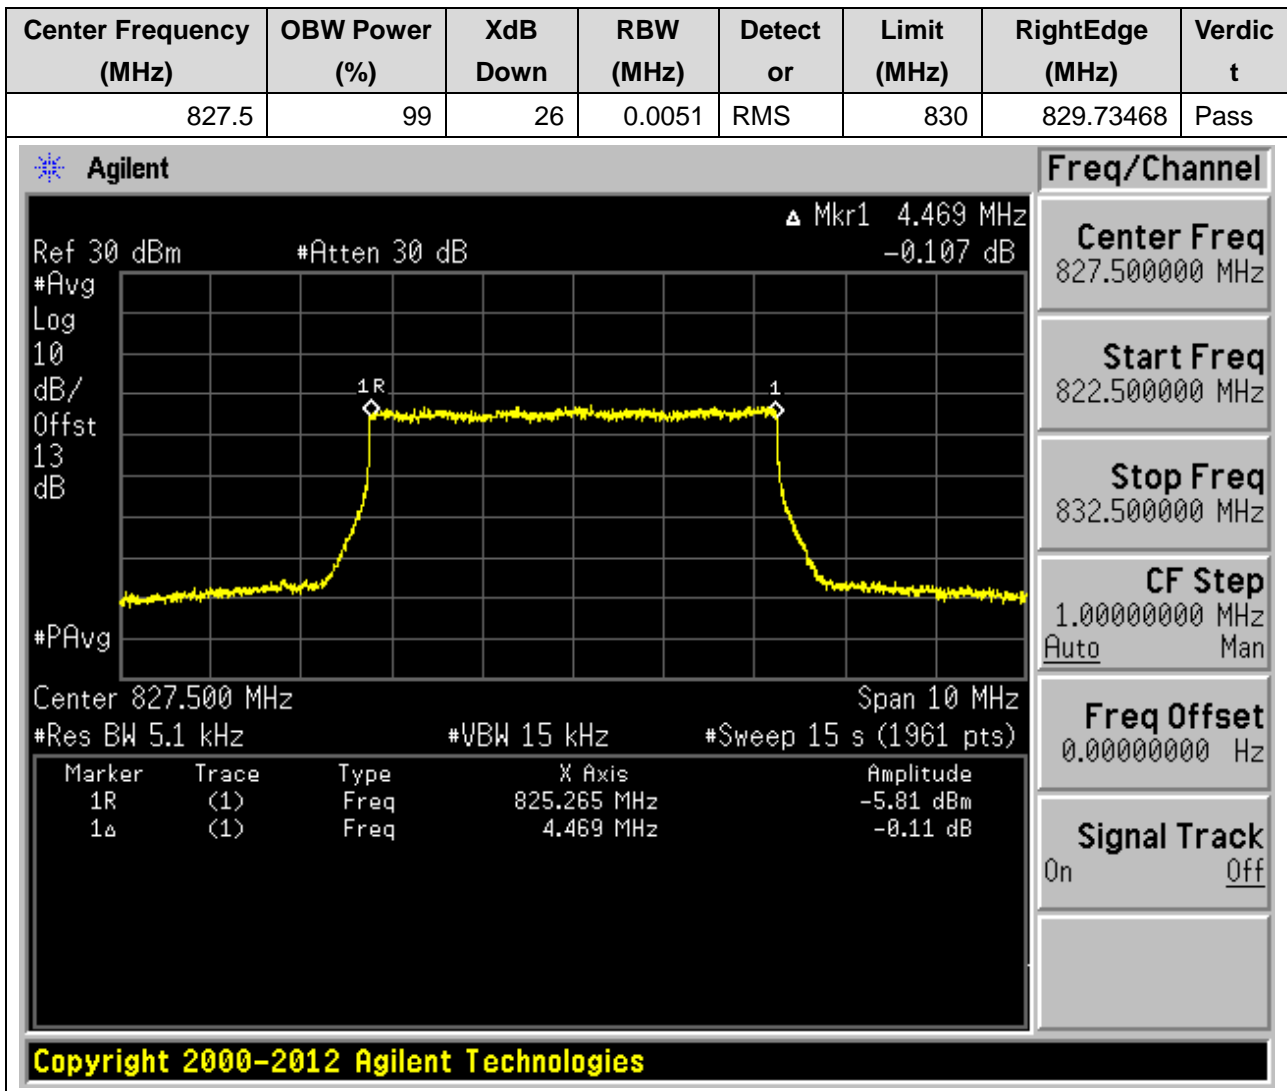 Center Frequency OBW Power XdB RBW Detect Limit RightEdge Verdic
(MHz) (%) Down (MHz) or (MHz) (MHz) t
827.5 99 26 0.0051 RMS 830 829.73468 Pass
Agilent Freq/Channel
Δ Mkr1 4.469 MHz
Ref 30 dBm #Atten 30 dB -0.107 dB
#Avg
Log
10
dB/
Offst
13
dB
1R 1
#PAvg
Center 827.500 MHz Span 10 MHz
#Res BW 5.1 kHz #VBW 15 kHz #Sweep 15 s (1961 pts)
Marker Trace Type X Axis Amplitude
1R (1) Freq 825.265 MHz -5.81 dBm
1Δ (1) Freq 4.469 MHz -0.11 dB
Center Freq
827.500000 MHz
Start Freq
822.500000 MHz
Stop Freq
832.500000 MHz
CF Step
1.00000000 MHz
Auto Man
Freq Offset
0.00000000 Hz
Signal Track
On Off
Copyright 2000-2012 Agilent Technologies